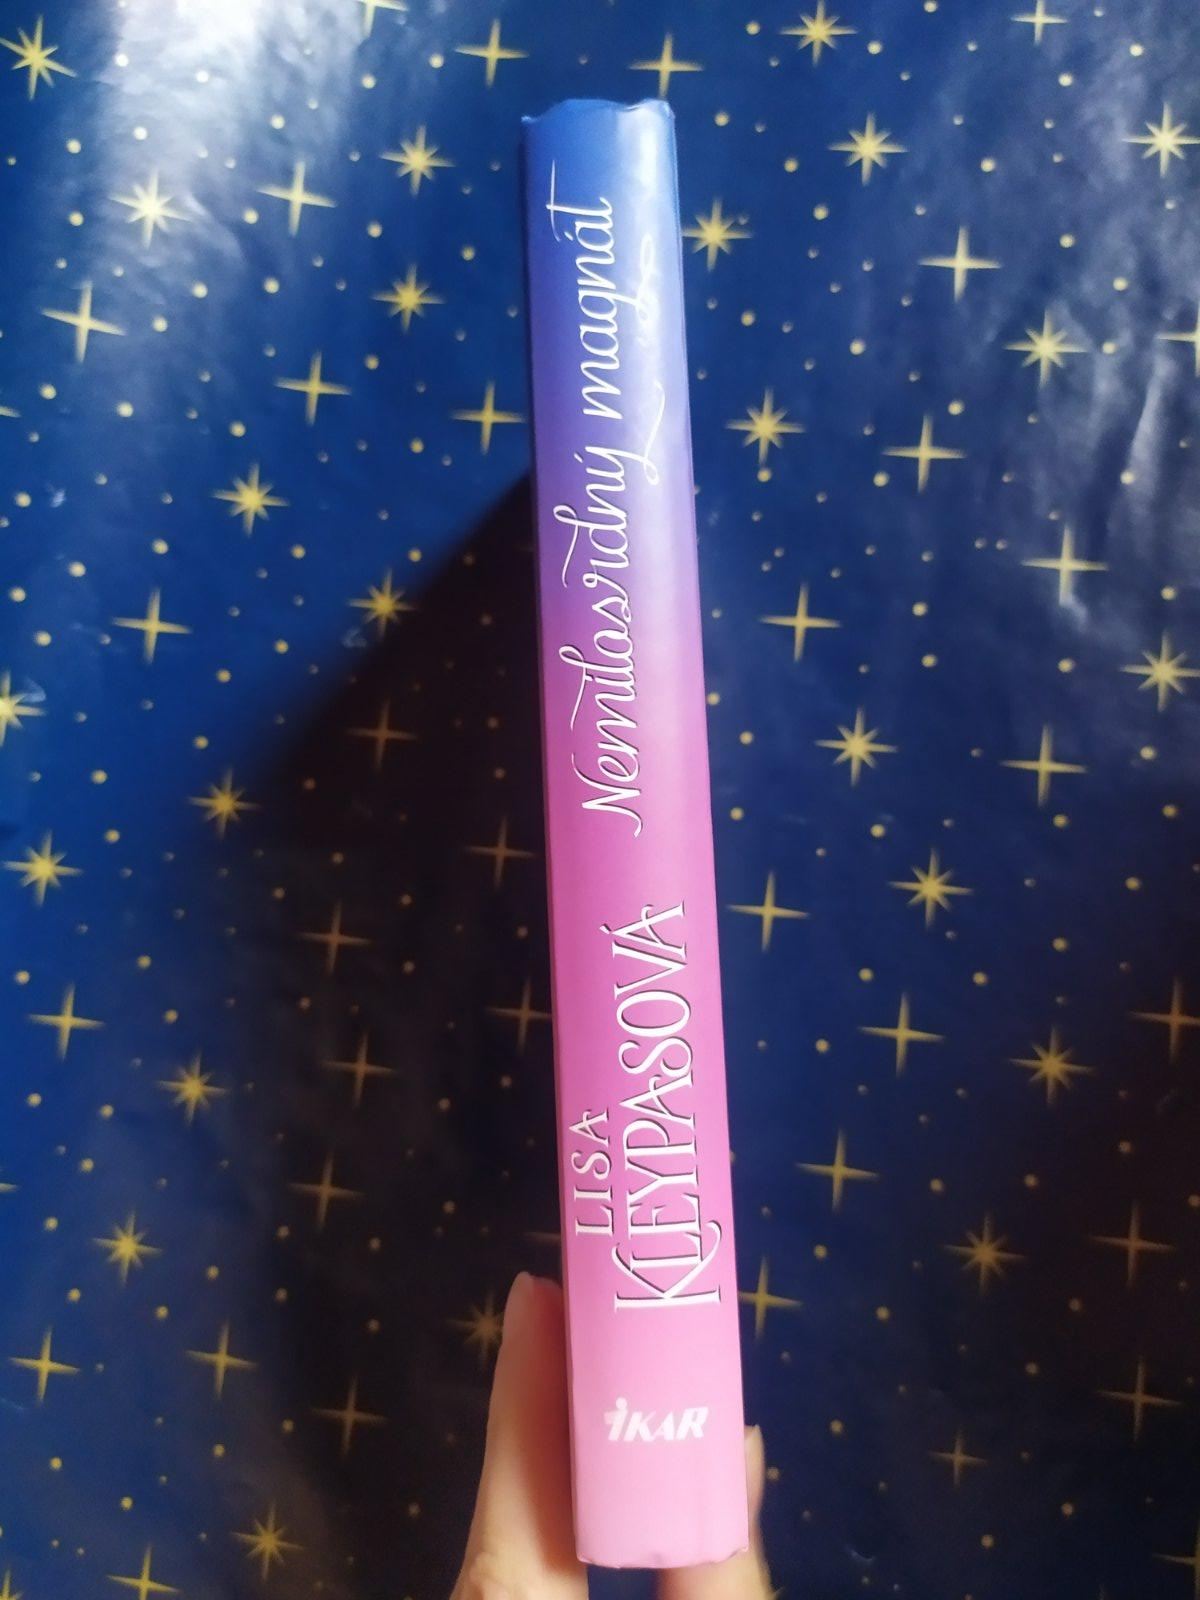 Nemilosrdný magnát
LISA
KLEYPASOVÁ
IKAR